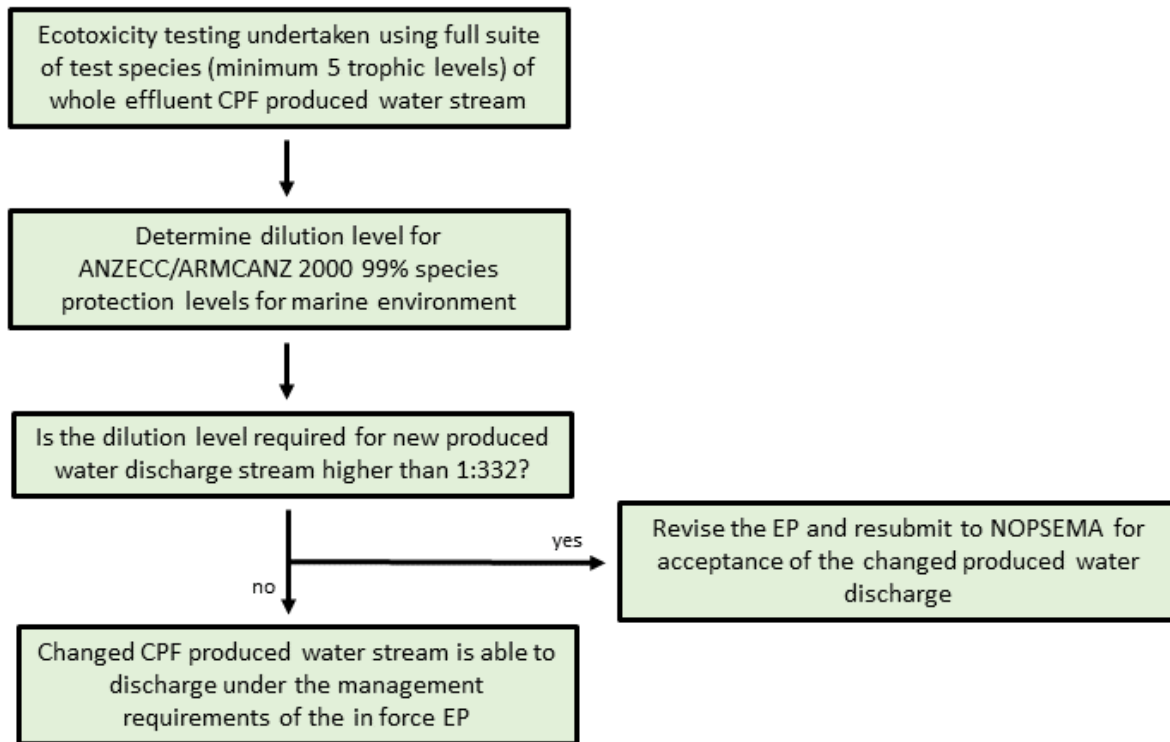 Ecotoxicity testing undertaken using full suite
of test species (minimum 5 trophic levels) of
whole effluent CPF produced water stream
Determine dilution level for
ANZECC/ARMCANZ 2000 99% species
protection levels for marine environment
Is the dilution level required for new produced
water discharge stream higher than 1:332?
yes
no
Revise the EP and resubmit to NOPSEMA for
acceptance of the changed produced water
discharge
Changed CPF produced water stream is able to
discharge under the management
requirements of the in force EP